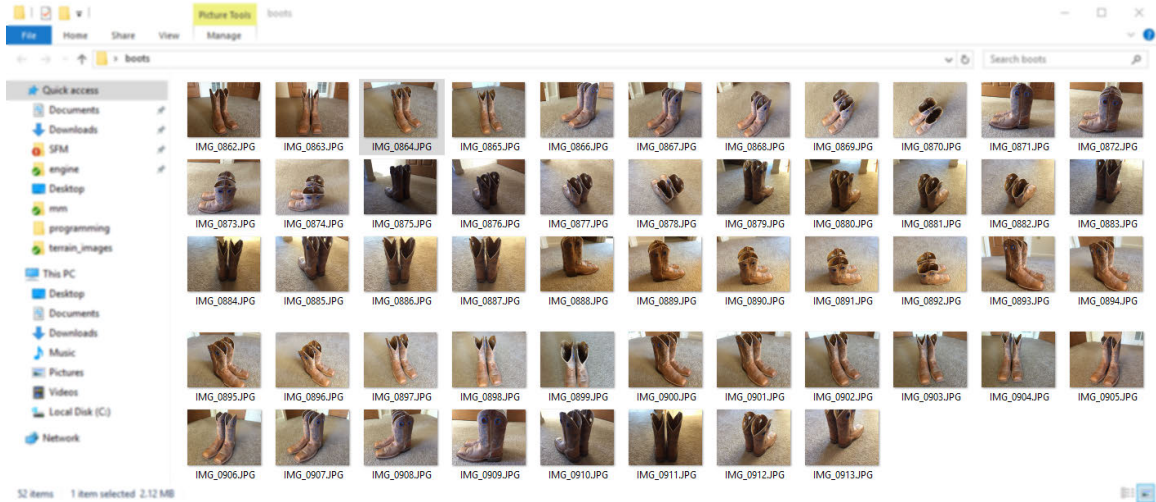 Picture Tools boots
File Home Share View Manage
boots
Search boots
Quick access
Documents
Downloads
SFM
engine
Desktop
mm
programming
terrain_images
This PC
Desktop
Documents
Downloads
Music
Pictures
Videos
Local Disk (C:)
Network
IMG_0862.JPG IMG_0863.JPG IMG_0864.JPG IMG_0865.JPG IMG_0866.JPG IMG_0867.JPG IMG_0868.JPG IMG_0869.JPG IMG_0870.JPG IMG_0871.JPG IMG_0872.JPG
IMG_0873.JPG IMG_0874.JPG IMG_0875.JPG IMG_0876.JPG IMG_0877.JPG IMG_0878.JPG IMG_0879.JPG IMG_0880.JPG IMG_0881.JPG IMG_0882.JPG IMG_0883.JPG
IMG_0884.JPG IMG_0885.JPG IMG_0886.JPG IMG_0887.JPG IMG_0888.JPG IMG_0889.JPG IMG_0890.JPG IMG_0891.JPG IMG_0892.JPG IMG_0893.JPG IMG_0894.JPG
IMG_0895.JPG IMG_0896.JPG IMG_0897.JPG IMG_0898.JPG IMG_0899.JPG IMG_0900.JPG IMG_0901.JPG IMG_0902.JPG IMG_0903.JPG IMG_0904.JPG IMG_0905.JPG
IMG_0906.JPG IMG_0907.JPG IMG_0908.JPG IMG_0909.JPG IMG_0910.JPG IMG_0911.JPG IMG_0912.JPG IMG_0913.JPG
52 items 1 item selected 2.12 MB